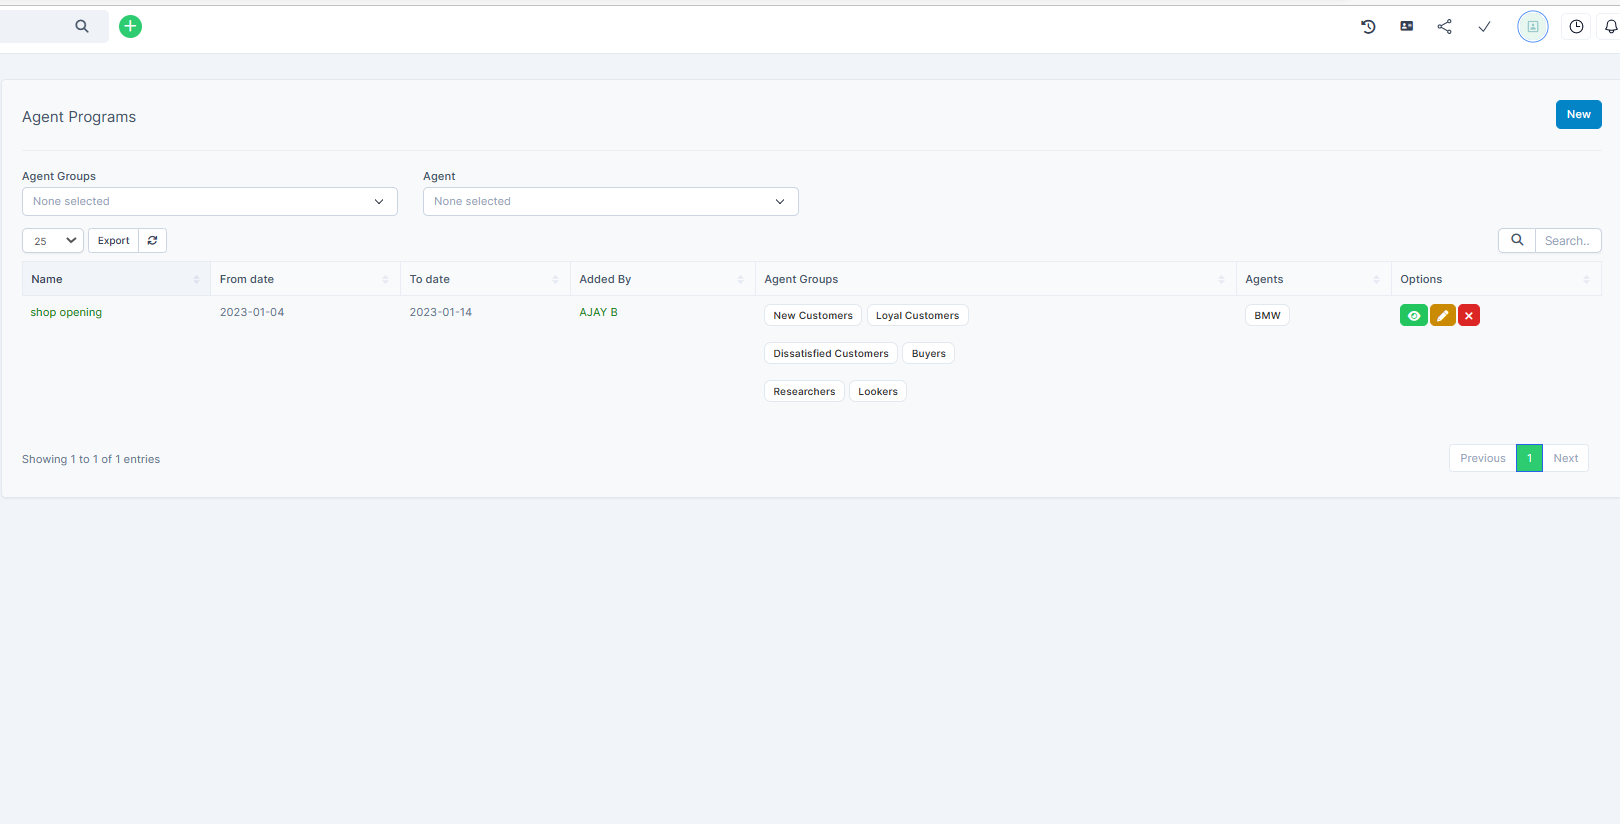 Agent Programs
New
Agent Groups
Agent
None selected
None selected
25
Export
Search..
Name
From date
To date
Added By
Agent Groups
Agents
Options
shop opening
2023-01-04
2023-01-14
AJAY B
New Customers
Loyal Customers
BMW
Dissatisfied Customers
Buyers
Researchers
Lookers
Showing 1 to 1 of 1 entries
Previous
1
Next